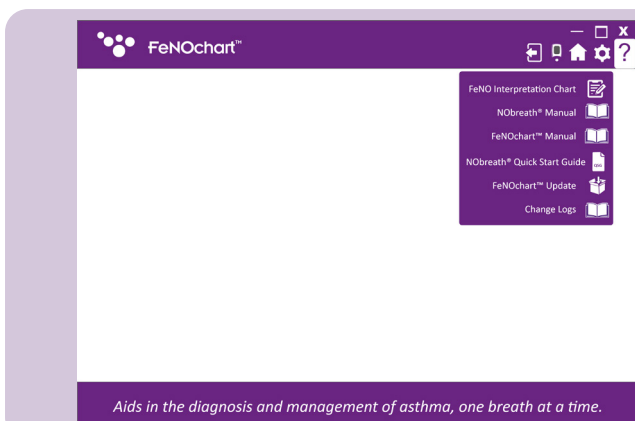 FeNOchart™
?
FeNO Interpretation Chart
NObreath® Manual
FeNOchart™ Manual
NObreath® Quick Start Guide
FeNOchart™ Update
Change Logs
Aids in the diagnosis and management of asthma, one breath at a time.